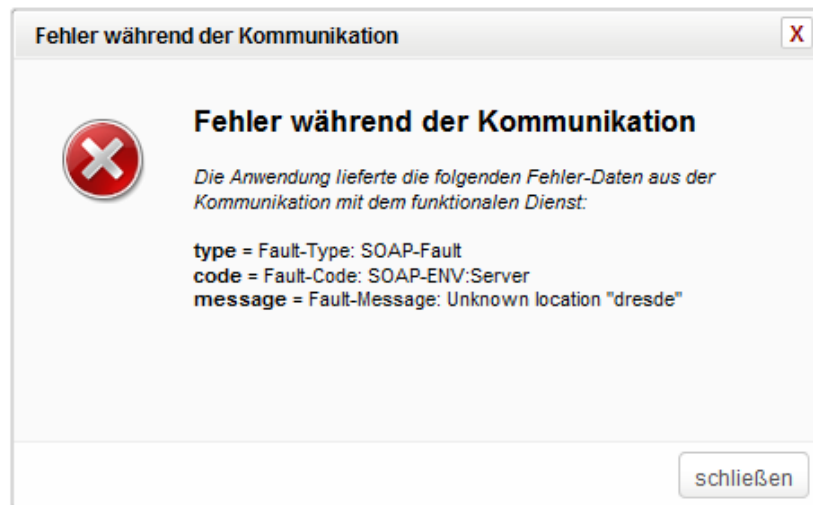 Fehler während der Kommunikation
X
Fehler während der Kommunikation
Die Anwendung lieferte die folgenden Fehler-Daten aus der
Kommunikation mit dem funktionalen Dienst:
type = Fault-Type: SOAP-Fault
code = Fault-Code: SOAP-ENV:Server
message = Fault-Message: Unknown location "dresde"
schließen